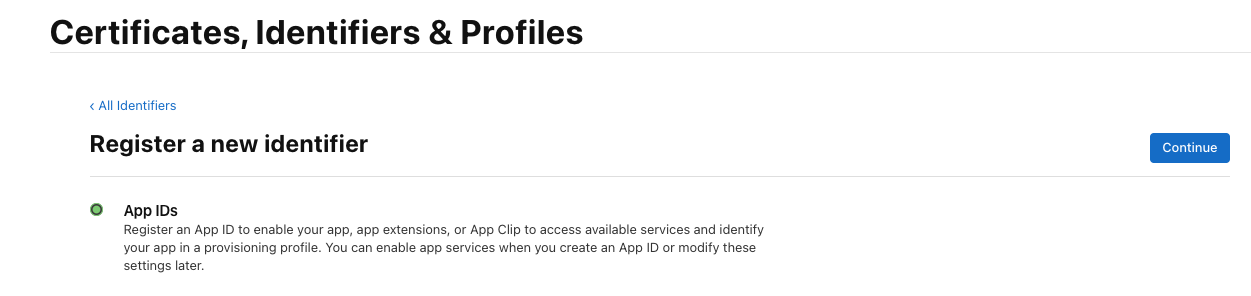 Certificates, Identifiers & Profiles
‹ All Identifiers
Register a new identifier
Continue
App IDs
Register an App ID to enable your app, app extensions, or App Clip to access available services and identify
your app in a provisioning profile. You can enable app services when you create an App ID or modify these
settings later.